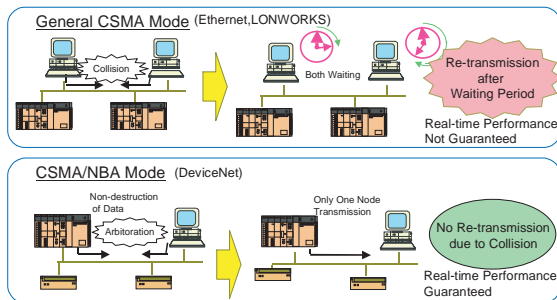 General CSMA Mode (Ethernet,LONWORKS)
Collision
Both Waiting
Re-transmission
after
Waiting Period
Real-time Performance
Not Guaranteed
CSMA/NBA Mode (DeviceNet)
Non-destruction
of Data
Arbitoration
Only One Node
Transmission
No Re-transmission
due to Collision
Real-time Performance
Guaranteed